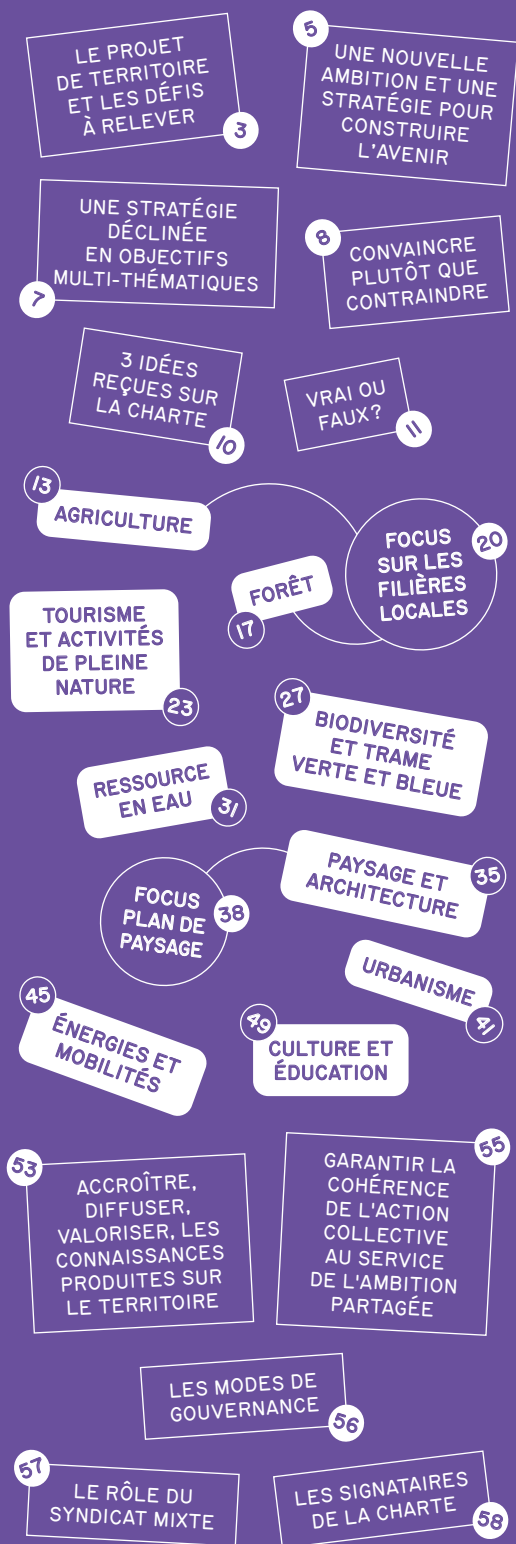 LE PROJET
DE TERRITOIRE
ET LES DÉFIS
À RELEVER
3
5
UNE NOUVELLE
AMBITION ET UNE
STRATÉGIE POUR
CONSTRUIRE
L'AVENIR
UNE STRATÉGIE
DÉCLINÉE
EN OBJECTIFS
MULTI-THÉMATIQUES
7
8
CONVAINCRE
PLUTÔT QUE
CONTRAINDRE
3 IDÉES
REÇUES SUR
LA CHARTE
10
VRAI OU
FAUX?
11
13
AGRICULTURE
FOCUS
SUR LES
FILIÈRES
LOCALES
20
FORÊT
17
TOURISME
ET ACTIVITÉS
DE PLEINE
NATURE
23
27
BIODIVERSITÉ
ET TRAME
VERTE ET BLEUE
RESSOURCE
EN EAU
31
PAYSAGE ET
ARCHITECTURE
35
FOCUS
PLAN DE
PAYSAGE
38
URBANISME
41
45
ÉNERGIES ET
MOBILITÉS
49
CULTURE ET
ÉDUCATION
53
ACCROÎTRE,
DIFFUSER,
VALORISER, LES
CONNAISSANCES
PRODUITES SUR
LE TERRITOIRE
55
GARANTIR LA
COHÉRENCE
DE L'ACTION
COLLECTIVE
AU SERVICE
DE L'AMBITION
PARTAGÉE
LES MODES DE
GOUVERNANCE
56
57
LE RÔLE DU
SYNDICAT MIXTE
LES SIGNATAIRES
DE LA CHARTE
58